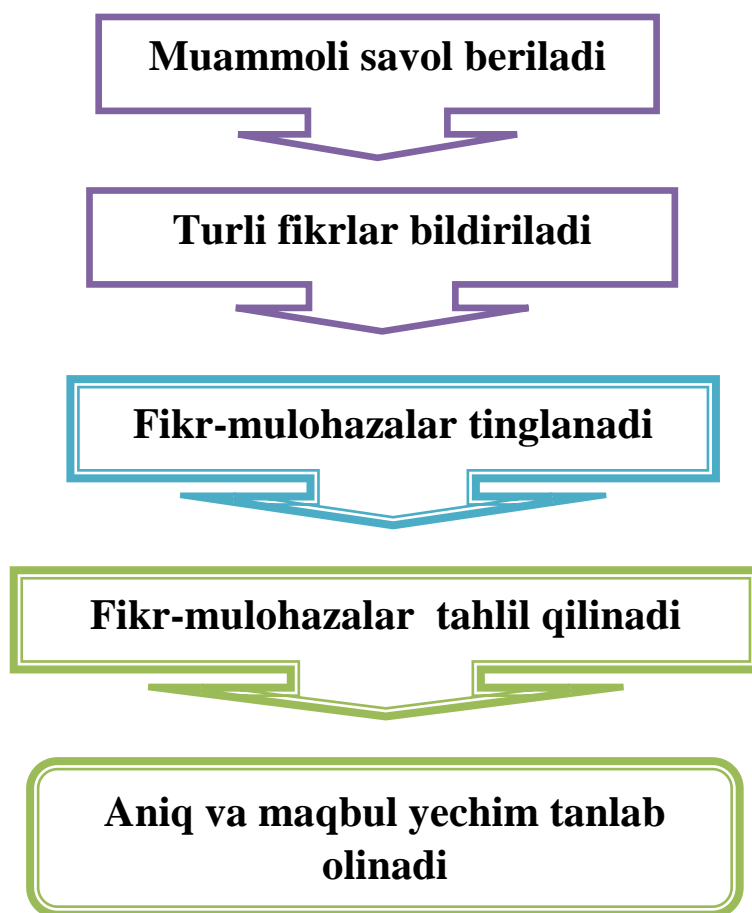 Muammoli savol beriladi
Turli fikrlar bildiriladi
Fikr-mulohazalar tinglanadi
Fikr-mulohazalar  tahlil qilinadi
Aniq va maqbul yechim tanlab
olinadi